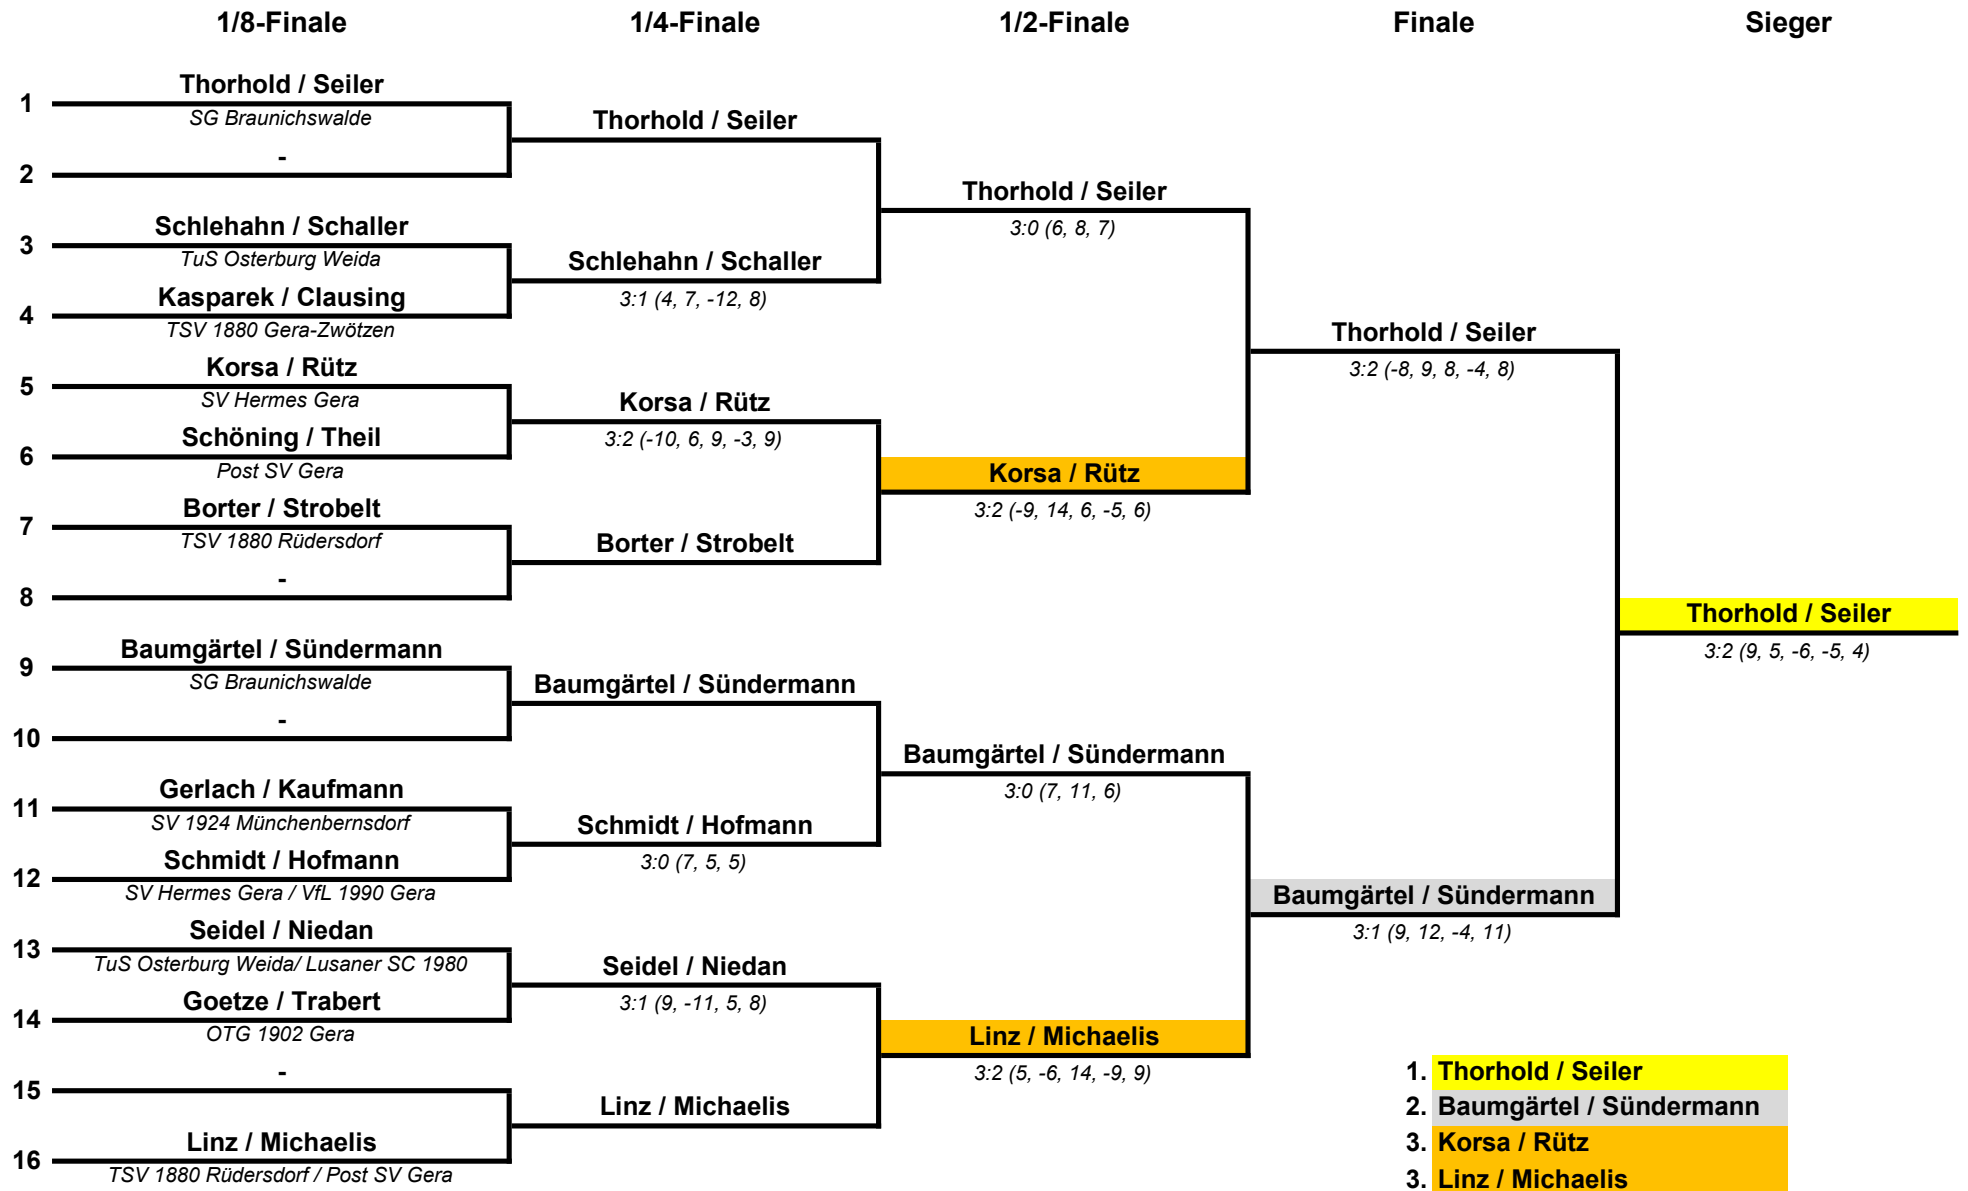 1/8-Finale 1/4-Finale 1/2-Finale Finale Sieger
Thorhold / Seiler
1
SG Braunichswalde
-
2
Schlehahn / Schaller
3
TuS Osterburg Weida
Kasparek / Clausing
4
TSV 1880 Gera-Zwötzen
Korsa / Rütz
5
SV Hermes Gera
Schöning / Theil
6
Post SV Gera
Borter / Strobelt
7
TSV 1880 Rüdersdorf
-
8
Baumgärtel / Sündermann
9
SG Braunichswalde
-
10
Gerlach / Kaufmann
11
SV 1924 Münchenbernsdorf
Schmidt / Hofmann
12
SV Hermes Gera / VfL 1990 Gera
Seidel / Niedan
13
TuS Osterburg Weida/ Lusaner SC 1980
Goetze / Trabert
14
OTG 1902 Gera
-
15
Linz / Michaelis
16
TSV 1880 Rüdersdorf / Post SV Gera
Thorhold / Seiler
Schlehahn / Schaller
3:1 (4, 7, -12, 8)
Korsa / Rütz
3:2 (-10, 6, 9, -3, 9)
Borter / Strobelt
Baumgärtel / Sündermann
Schmidt / Hofmann
3:0 (7, 5, 5)
Seidel / Niedan
3:1 (9, -11, 5, 8)
Linz / Michaelis
Thorhold / Seiler
3:0 (6, 8, 7)
Korsa / Rütz
3:2 (-9, 14, 6, -5, 6)
Baumgärtel / Sündermann
3:0 (7, 11, 6)
Linz / Michaelis
3:2 (5, -6, 14, -9, 9)
Thorhold / Seiler
3:2 (-8, 9, 8, -4, 8)
Baumgärtel / Sündermann
3:1 (9, 12, -4, 11)
Thorhold / Seiler
3:2 (9, 5, -6, -5, 4)
1. Thorhold / Seiler
2. Baumgärtel / Sündermann
3. Korsa / Rütz
3. Linz / Michaelis